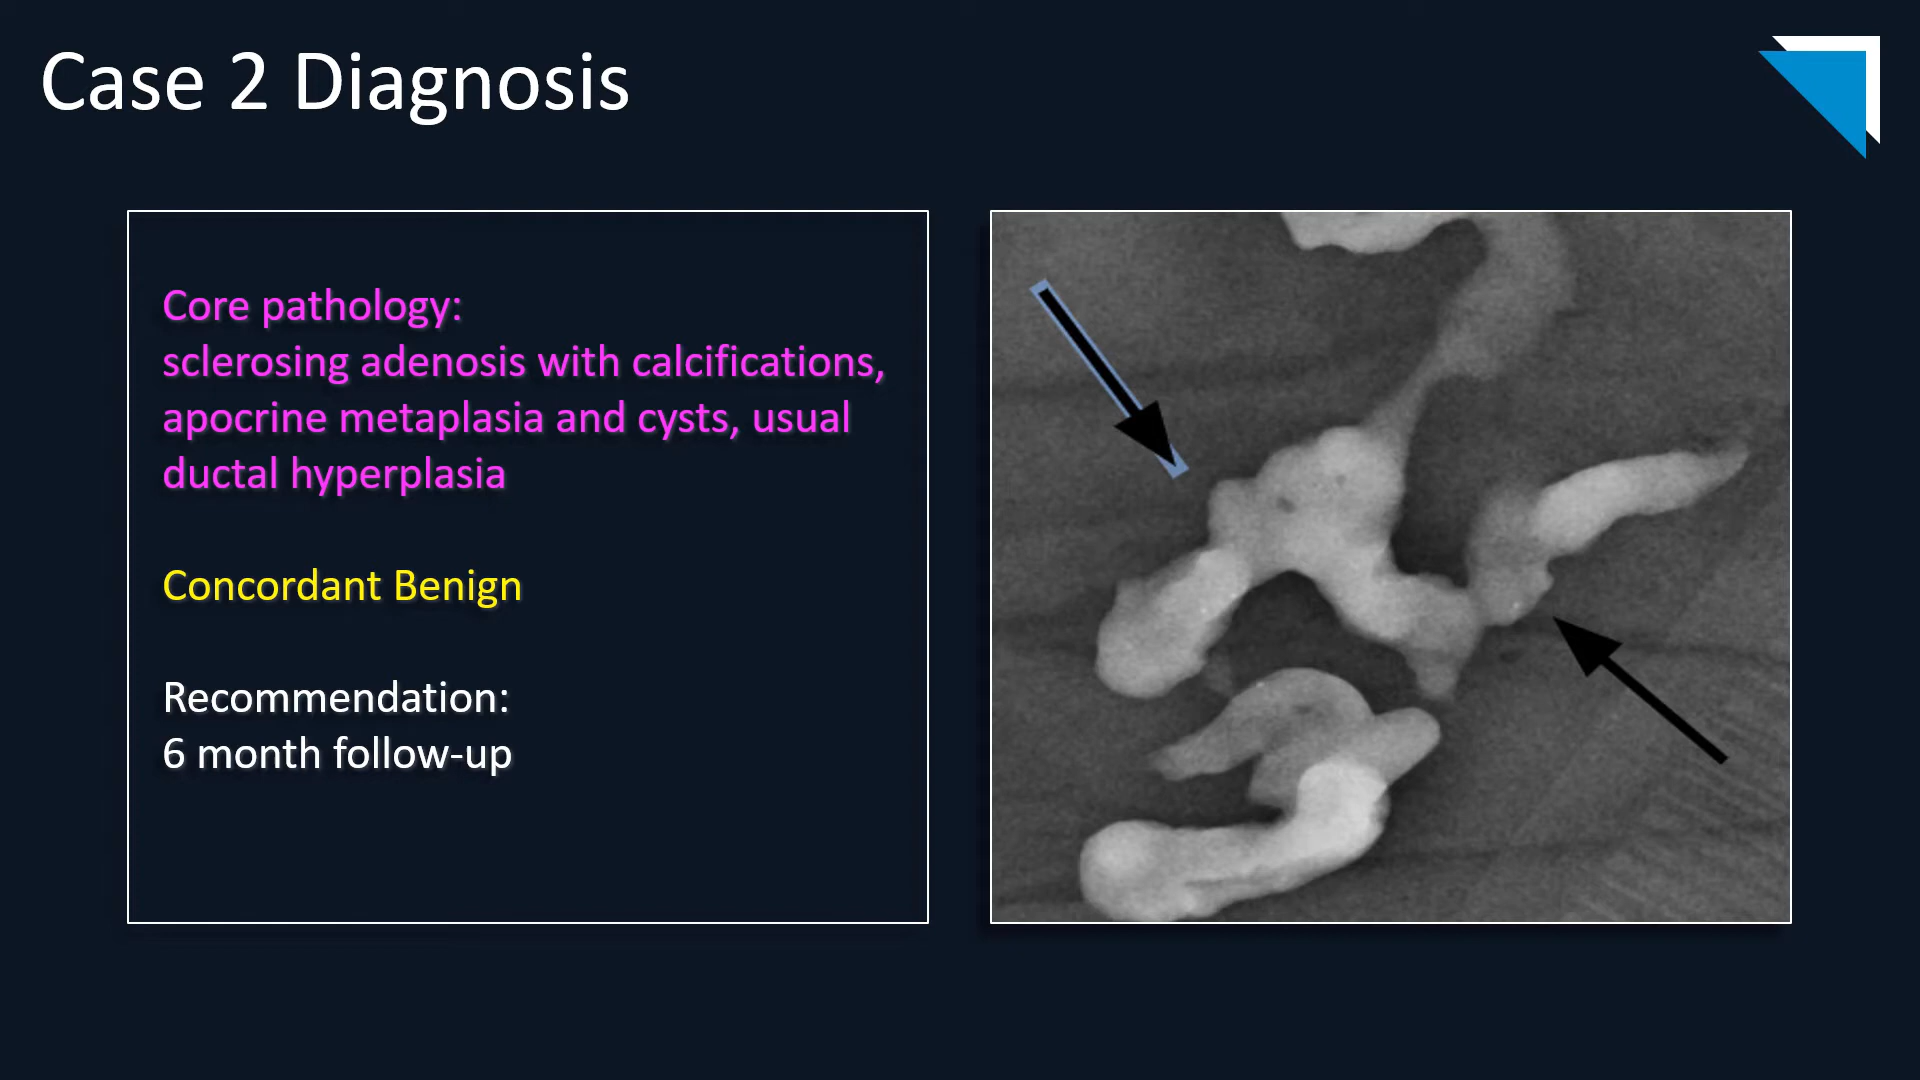 Case 2 Diagnosis
Core pathology:
sclerosing adenosis with calcifications,
apocrine metaplasia and cysts, usual
ductal hyperplasia
Concordant Benign
Recommendation:
6 month follow-up